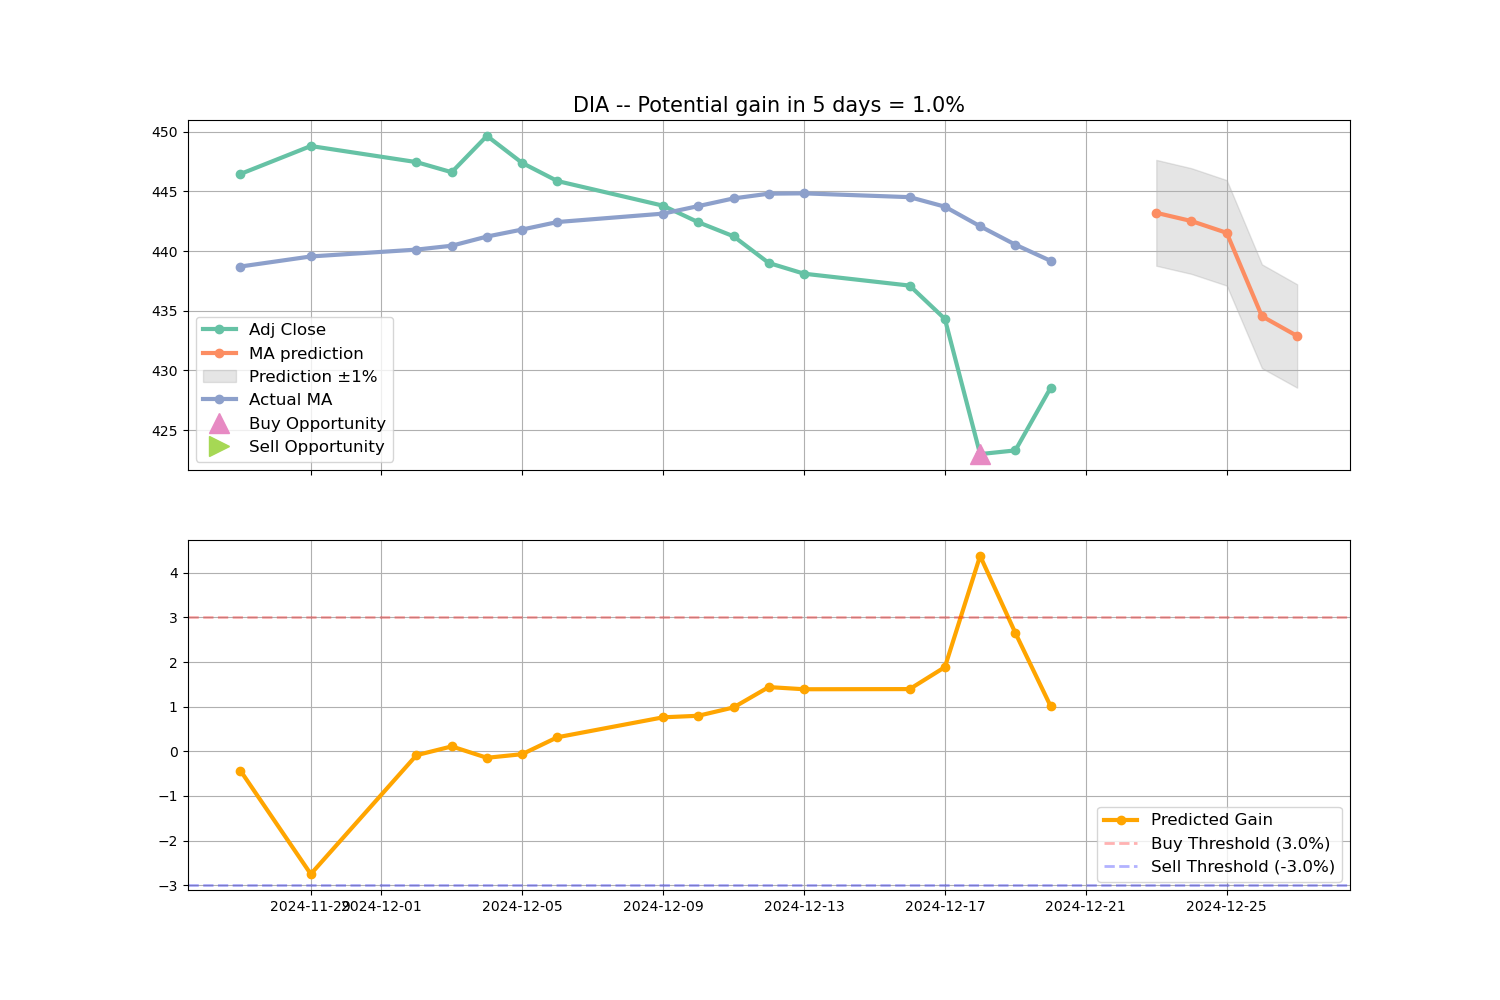 DIA -- Potential gain in 5 days = 1.0%
450
445
440
435
430
425
Adj Close
MA prediction
Prediction ±1%
Actual MA
Buy Opportunity
Sell Opportunity
4
3
2
1
0
−1
−2
−3
Predicted Gain
Buy Threshold (3.0%)
Sell Threshold (-3.0%)
2024-11-29
2024-12-01
2024-12-05
2024-12-09
2024-12-13
2024-12-17
2024-12-21
2024-12-25